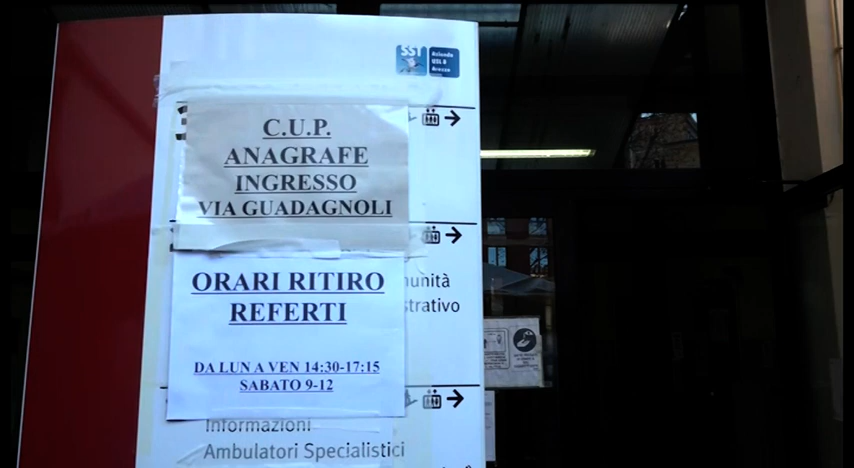 SST
Azienda
USL 8
Arezzo
C.U.P.
ANAGRAFE
INGRESSO
VIA GUADAGNOLI
ORARI RITIRO
REFERTI
DA LUN A VEN 14:30-17:15
SABATO 9-12
strativo
Informazioni
Ambulatori Specialistici